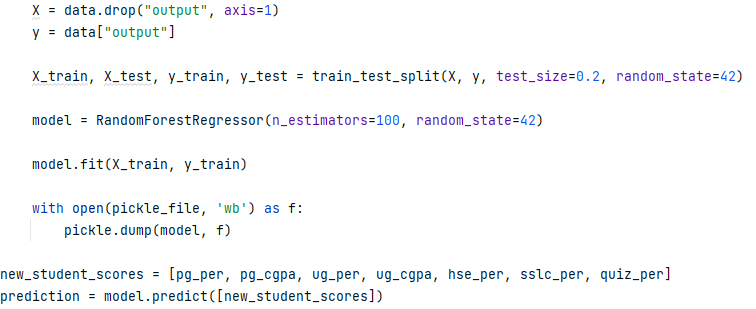 X = data.drop("output", axis=1)
y = data["output"]
X_train, X_test, y_train, y_test = train_test_split(X, y, test_size=0.2, random_state=42)
model = RandomForestRegressor(n_estimators=100, random_state=42)
model.fit(X_train, y_train)
with open(pickle_file, 'wb') as f:
pickle.dump(model, f)
new_student_scores = [pg_per, pg_cgpa, ug_per, ug_cgpa, hse_per, sslc_per, quiz_per]
prediction = model.predict([new_student_scores])